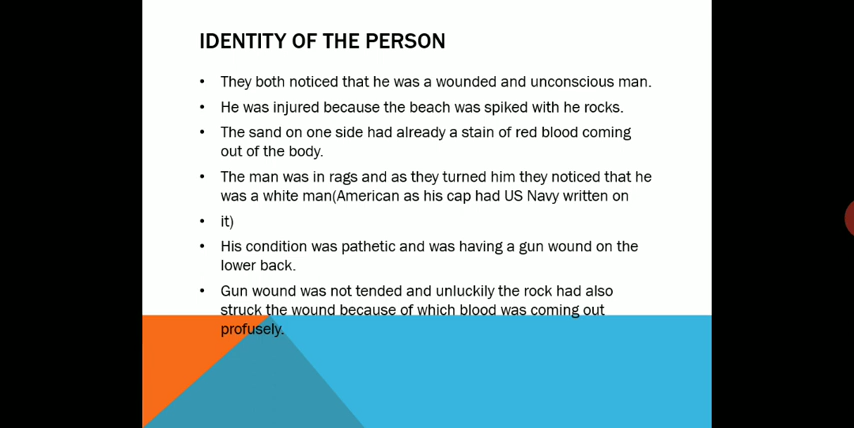 IDENTITY OF THE PERSON
• They both noticed that he was a wounded and unconscious man.
• He was injured because the beach was spiked with he rocks.
• The sand on one side had already a stain of red blood coming
out of the body.
• The man was in rags and as they turned him they noticed that he
was a white man(American as his cap had US Navy written on
• it)
• His condition was pathetic and was having a gun wound on the
lower back.
• Gun wound was not tended and unluckily the rock had also
struck the wound because of which blood was coming out
profusely.